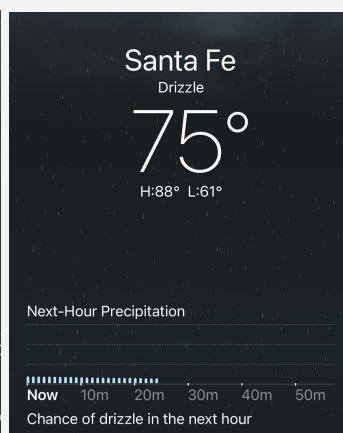 Santa Fe
Drizzle
75°
H:88° L:61°
Next-Hour Precipitation
Now 10m 20m 30m 40m 50m
Chance of drizzle in the next hour